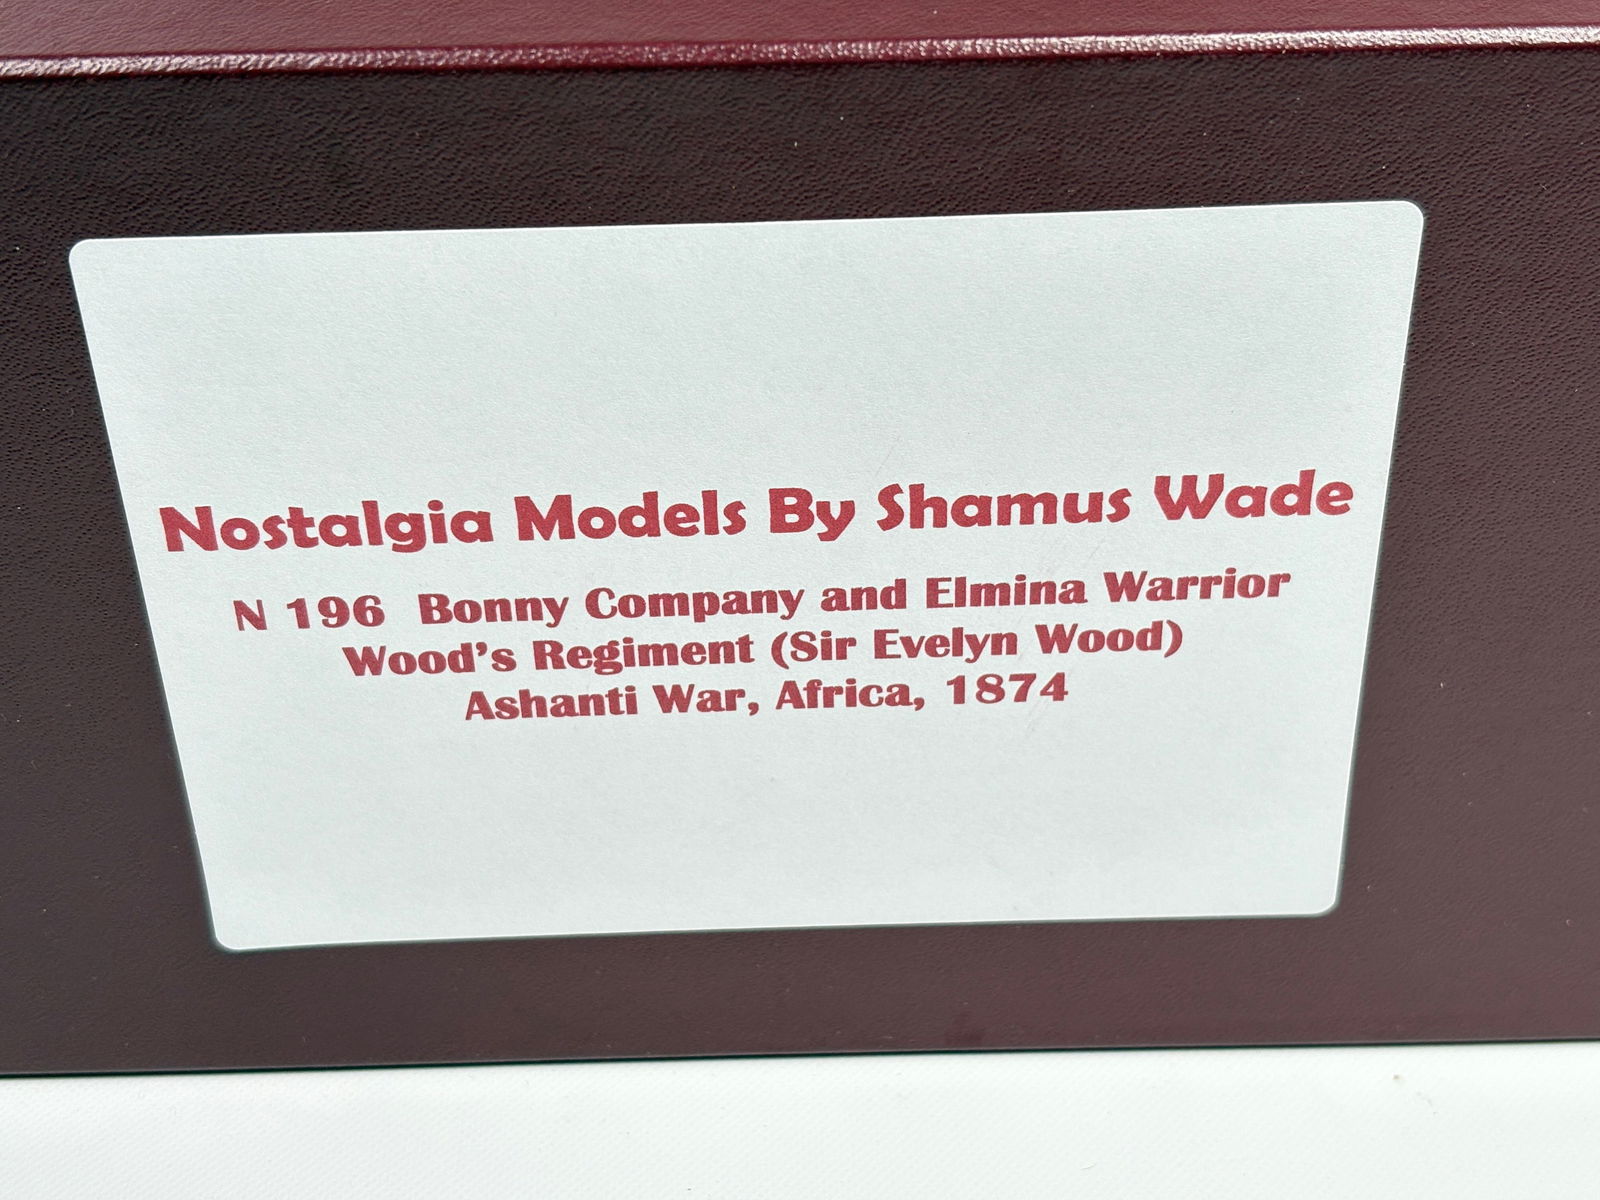 Nostalgia Models By Shamus Wade
N 196 Bonny Company and Elmina Warrior
Wood's Regiment (Sir Evelyn Wood)
Ashanti War, Africa, 1874